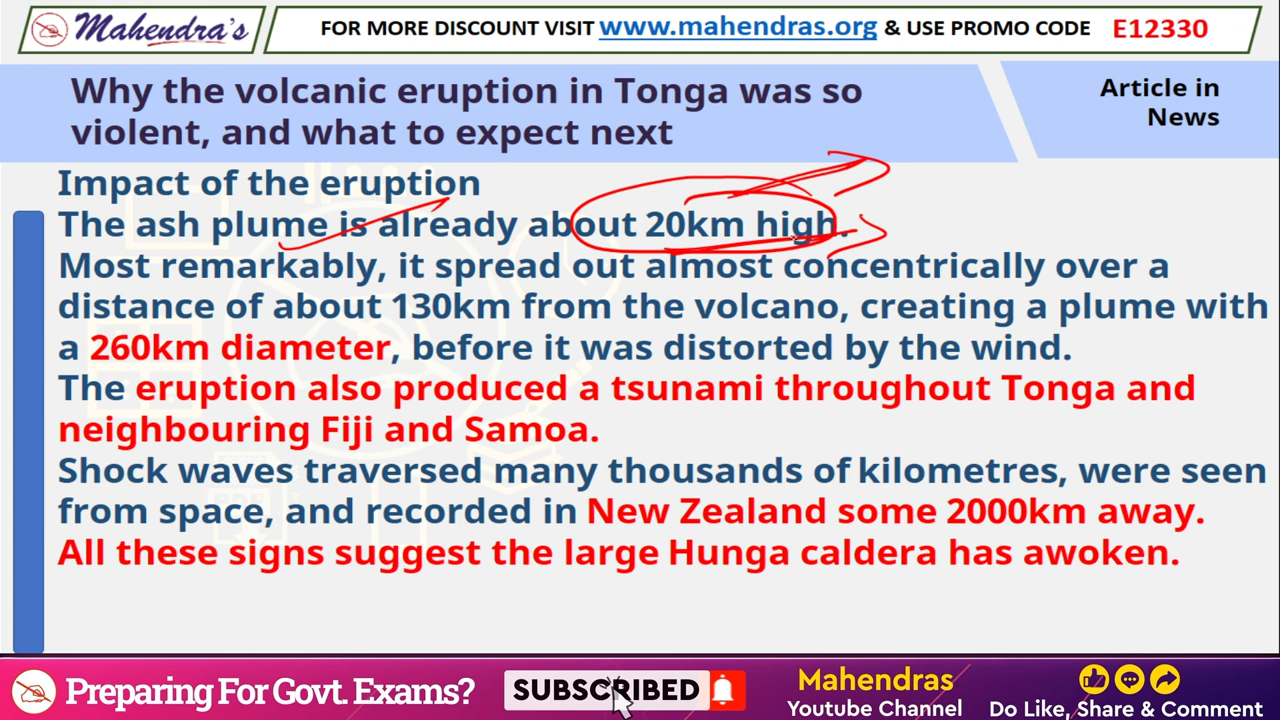 Mahendra's
FOR MORE DISCOUNT VISIT www.mahendras.org & USE PROMO CODE E12330
Why the volcanic eruption in Tonga was so
violent, and what to expect next
Article in
News
Impact of the eruption
The ash plume is already about 20km high.
Most remarkably, it spread out almost concentrically over a
distance of about 130km from the volcano, creating a plume with
a 260km diameter, before it was distorted by the wind.
The eruption also produced a tsunami throughout Tonga and
neighbouring Fiji and Samoa.
Shock waves traversed many thousands of kilometres, were seen
from space, and recorded in New Zealand some 2000km away.
All these signs suggest the large Hunga caldera has awoken.
Preparing For Govt. Exams?
SUBSCRIBED
Mahendras
Youtube Channel
Do Like, Share & Comment